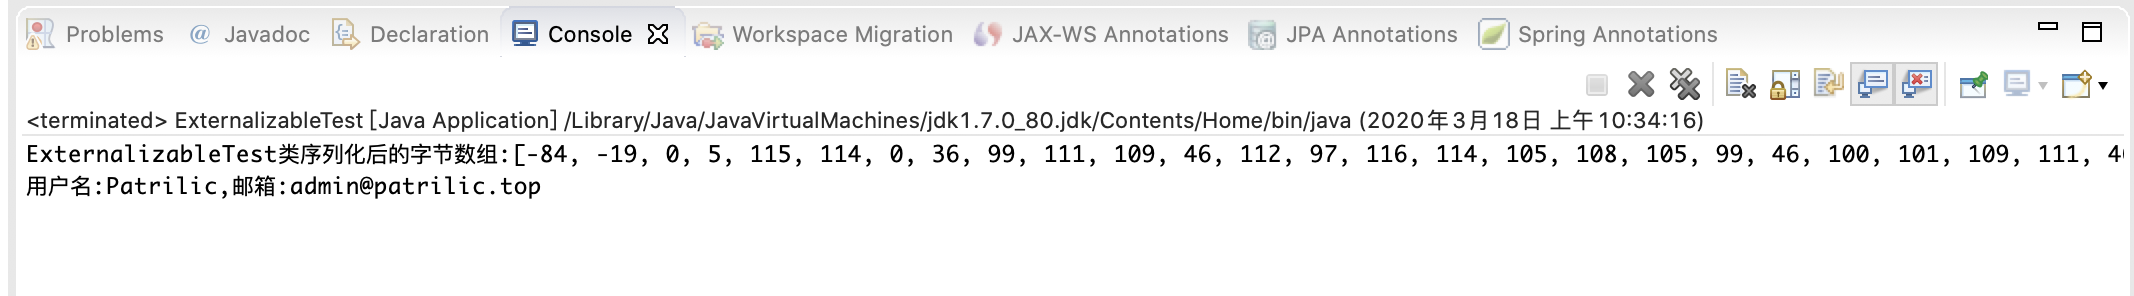 Problems @ Javadoc Declaration Console Workspace Migration JAX-WS Annotations JPA Annotations Spring Annotations
<terminated> ExternalizableTest [Java Application] /Library/Java/JavaVirtualMachines/jdk1.7.0_80.jdk/Contents/Home/bin/java (2020年3月18日 上午10:34:16)
ExternalizableTest类序列化后的字节数组:[-84, -19, 0, 5, 115, 114, 0, 36, 99, 111, 109, 46, 112, 97, 116, 114, 105, 108, 105, 99, 46, 100, 101, 109, 111,
用户名:Patrilic,邮箱:admin@patrilic.top